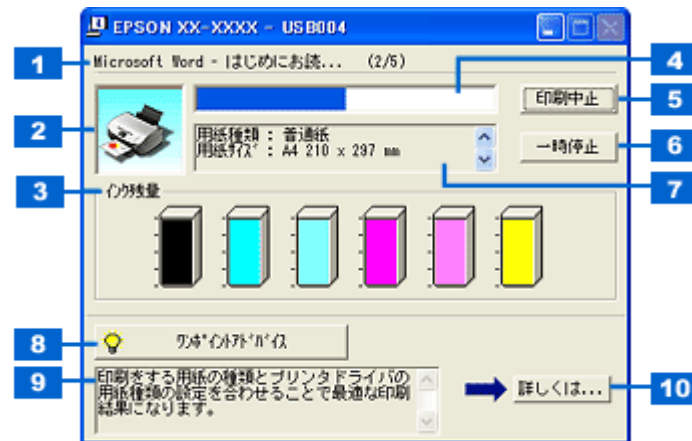 EPSON XX-XXXX - USB004
1
Microsoft Word - はじめにお読... (2/5)
4
印刷中止
5
2
用紙種類 : 普通紙
用紙ｻｲｽﾞ : A4 210 x 297 mm
一時停止
6
7
3
ｲﾝｸ残量
8
ﾜﾝﾎﾟｲﾝﾄｱﾄﾞﾊﾞｲｽ
9
印刷をする用紙の種類とプリンタドライバの
用紙種類の設定を合わせることで最適な印刷
結果になります。
詳しくは...
10